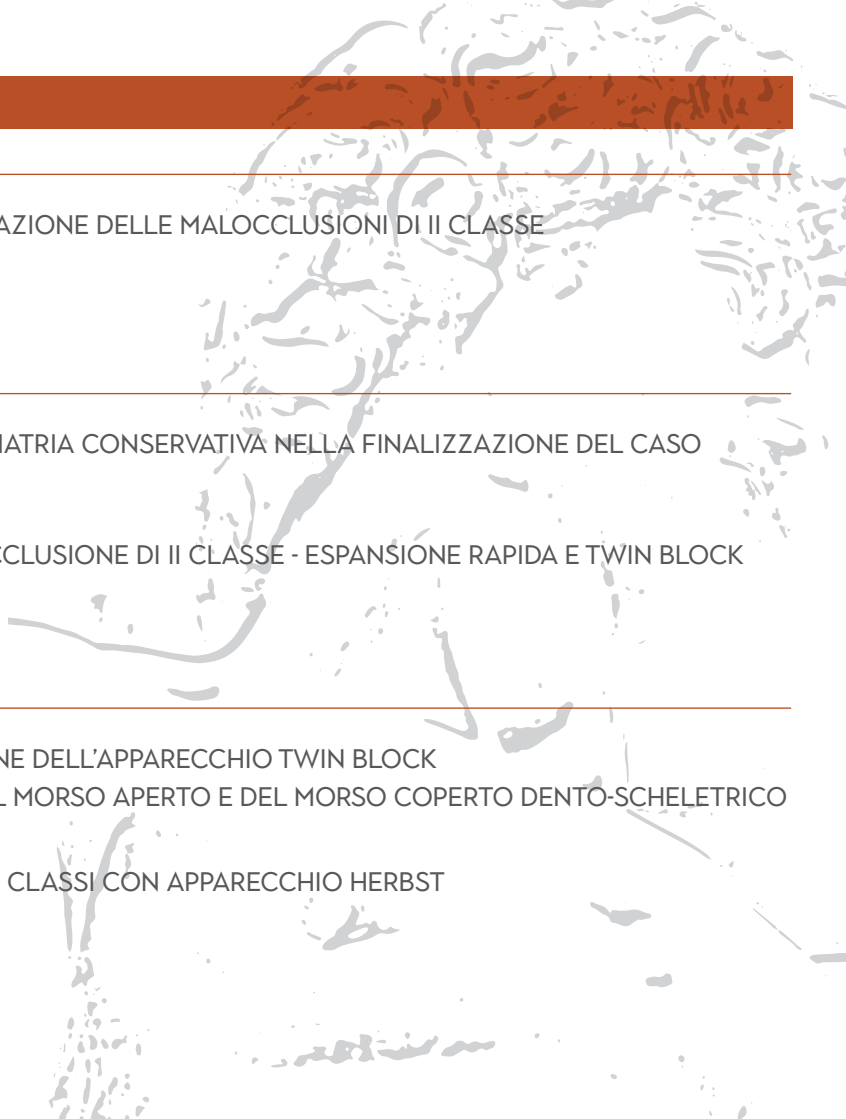 AZIONE DELLE MALOCCLUSIONI DI II CLASSE
IATRIA CONSERVATIVA NELLA FINALIZZAZIONE DEL CASO
CCLUSIONE DI II CLASSE - ESPANSIONE RAPIDA E TWIN BLOCK
NE DELL'APPARECCHIO TWIN BLOCK
L MORSO APERTO E DEL MORSO COPERTO DENTO-SCHELETRICO
CLASSI CON APPARECCHIO HERBST